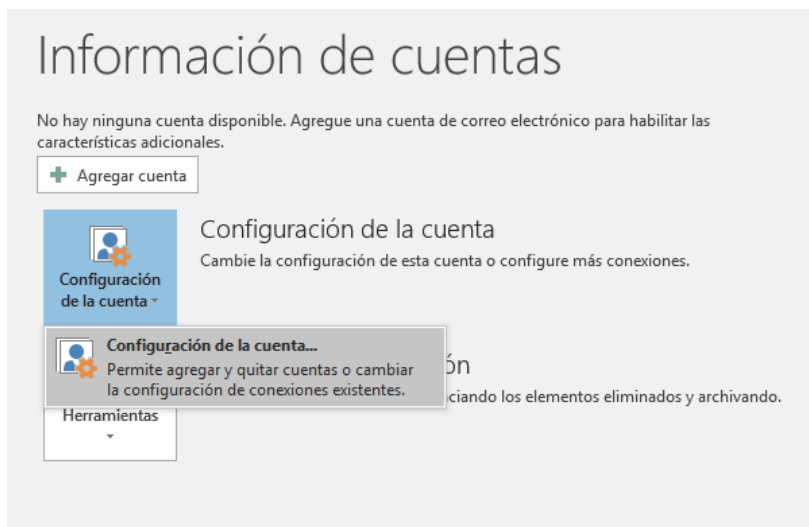 Información de cuentas
No hay ninguna cuenta disponible. Agregue una cuenta de correo electrónico para habilitar las
características adicionales.
Agregar cuenta
Configuración
de la cuenta
Configuración de la cuenta
Cambie la configuración de esta cuenta o configure más conexiones.
Configuración de la cuenta...
Permite agregar y quitar cuentas o cambiar
la configuración de conexiones existentes.
ón
ciando los elementos eliminados y archivando.
Herramientas